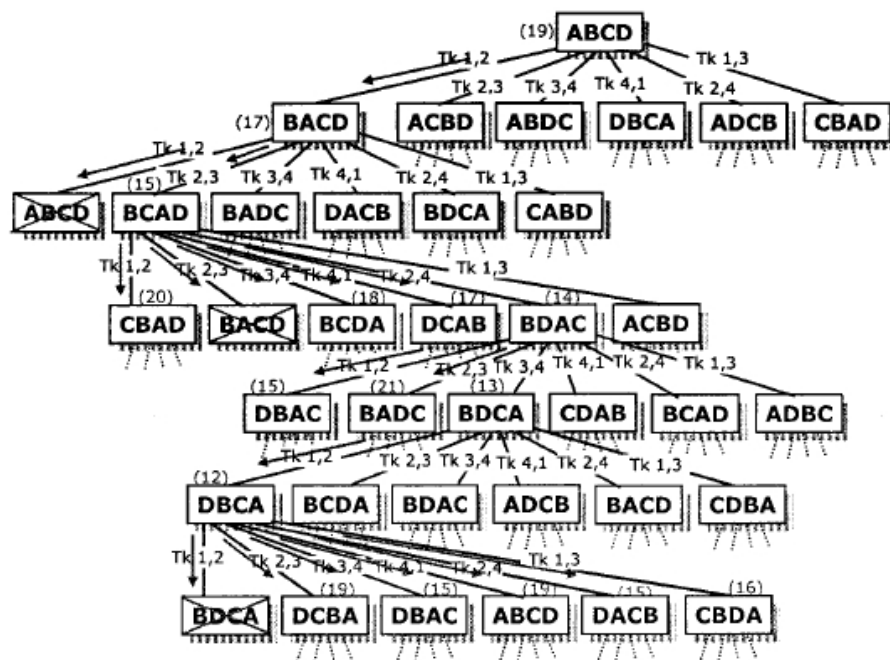 (19) ABCD
Tk 1,2 Tk 2,3 Tk 3,4 Tk 4,1 Tk 2,4 Tk 1,3
(17) BACD ACBD ABDC DBCA ADCB CBAD
Tk 1,2 Tk 2,3 Tk 3,4 Tk 4,1 Tk 2,4 Tk 1,3
(15)
ABCD BCAD BADC DACB BDCA CABD
Tk 1,2 Tk 2,3 Tk 3,4 Tk 4,1 Tk 2,4 Tk 1,3
(20) (18) (17) (14)
CBAD BACD BCDA DCAB BDAC ACBD
Tk 1,2 Tk 2,3 Tk 3,4 Tk 4,1 Tk 2,4 Tk 1,3
(15) (21) (13)
DBAC BADC BDCA CDAB BCAD ADBC
Tk 1,2 Tk 2,3 Tk 3,4 Tk 4,1 Tk 2,4 Tk 1,3
(12)
DBCA BCDA BDAC ADCB BACD CDBA
Tk 1,2 Tk 2,3 Tk 3,4 Tk 4,1 Tk 2,4 Tk 1,3
(19) (15) (19) (15) (16)
BDCA DCBA DBAC ABCD DACB CBDA